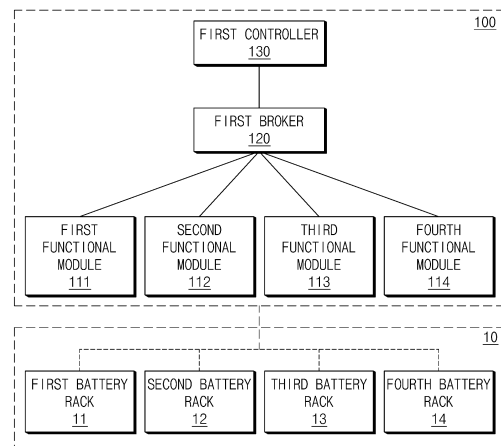 100
FIRST CONTROLLER
130
FIRST BROKER
120
FIRST
FUNCTIONAL
MODULE
111
SECOND
FUNCTIONAL
MODULE
112
THIRD
FUNCTIONAL
MODULE
113
FOURTH
FUNCTIONAL
MODULE
114
10
FIRST BATTERY
RACK
11
SECOND BATTERY
RACK
12
THIRD BATTERY
RACK
13
FOURTH BATTERY
RACK
14